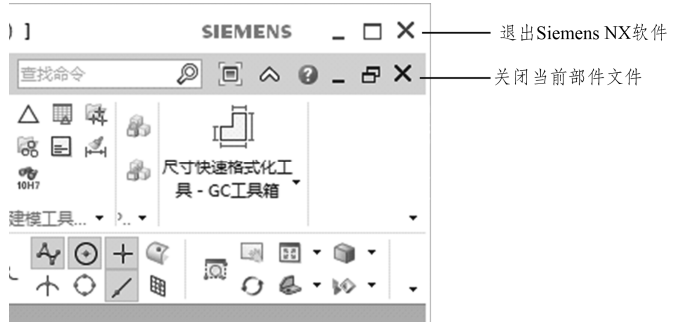 ) ] SIEMENS
退出Siemens NX软件
查找命令
关闭当前部件文件
尺寸快速格式化工
具 - GC工具箱
10H7
建模工具...